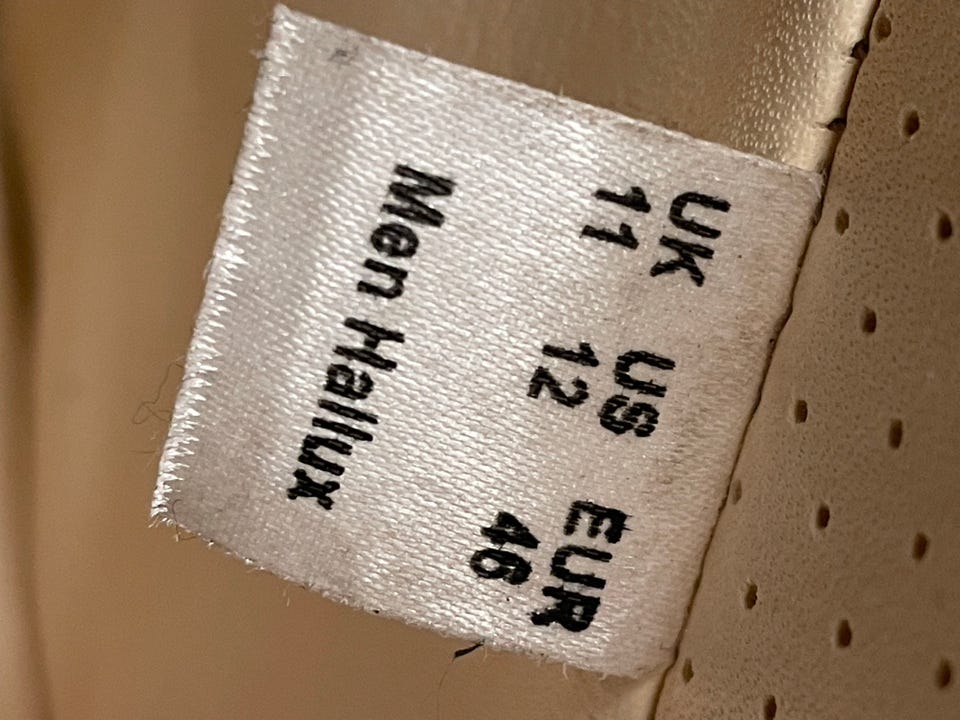 UK US EUR
11 12 46
Men Hallux